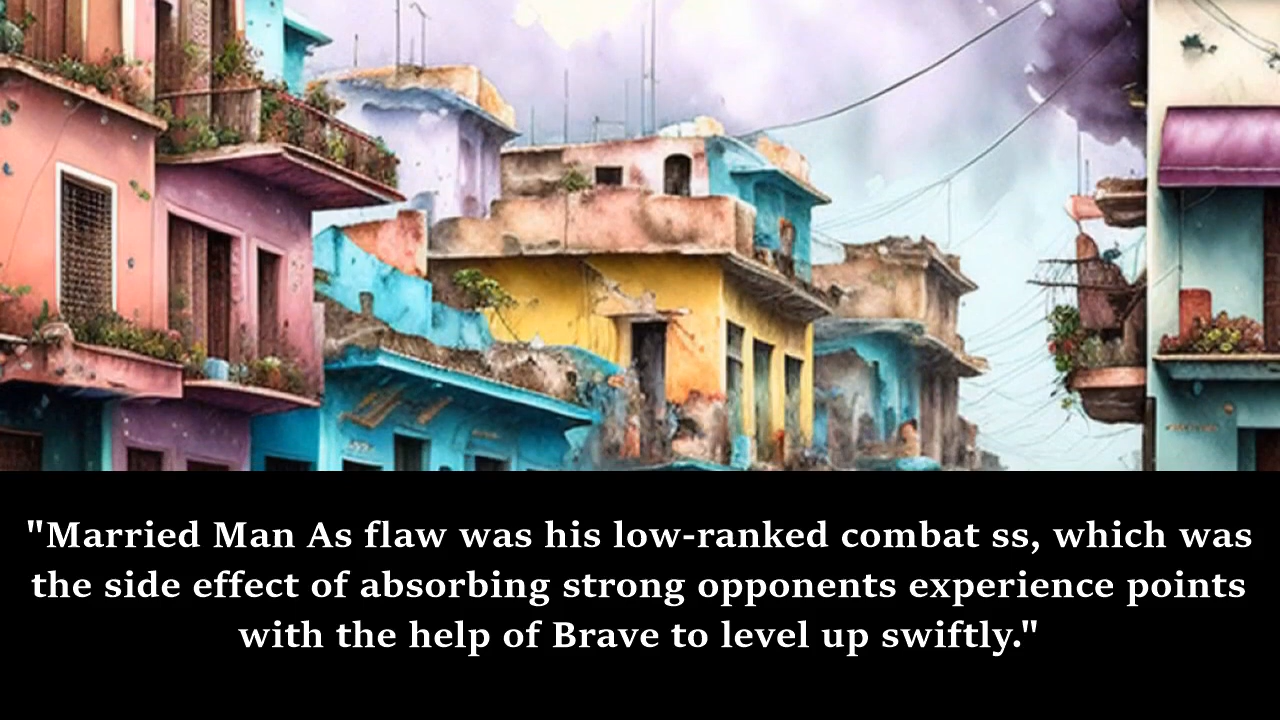 "Married Man As flaw was his low-ranked combat ss, which was
the side effect of absorbing strong opponents experience points
with the help of Brave to level up swiftly."